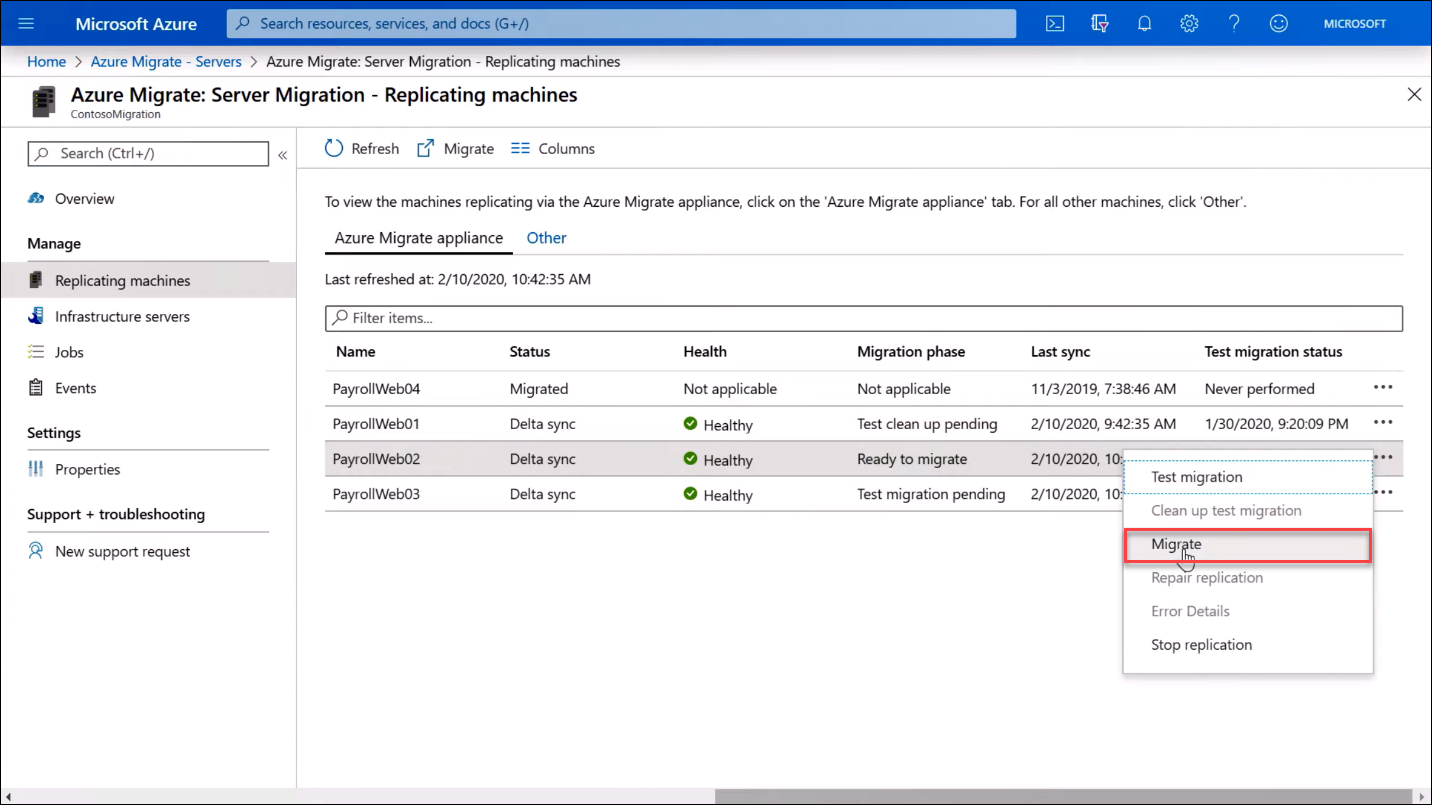 Microsoft Azure
Search resources, services, and docs (G+/)
MICROSOFT
Home > Azure Migrate - Servers > Azure Migrate: Server Migration - Replicating machines
Azure Migrate: Server Migration - Replicating machines
ContosoMigration
Search (Ctrl+/)
Overview
Manage
Replicating machines
Infrastructure servers
Jobs
Events
Settings
Properties
Support + troubleshooting
New support request
Refresh Migrate Columns
To view the machines replicating via the Azure Migrate appliance, click on the 'Azure Migrate appliance' tab. For all other machines, click 'Other'.
Azure Migrate appliance Other
Last refreshed at: 2/10/2020, 10:42:35 AM
Filter items...
Name Status Health Migration phase Last sync Test migration status
PayrollWeb04 Migrated Not applicable Not applicable 11/3/2019, 7:38:46 AM Never performed
PayrollWeb01 Delta sync Healthy Test clean up pending 2/10/2020, 9:42:35 AM 1/30/2020, 9:20:09 PM
PayrollWeb02 Delta sync Healthy Ready to migrate 2/10/2020, 10:
PayrollWeb03 Delta sync Healthy Test migration pending 2/10/2020, 10:
Test migration
Clean up test migration
Migrate
Repair replication
Error Details
Stop replication